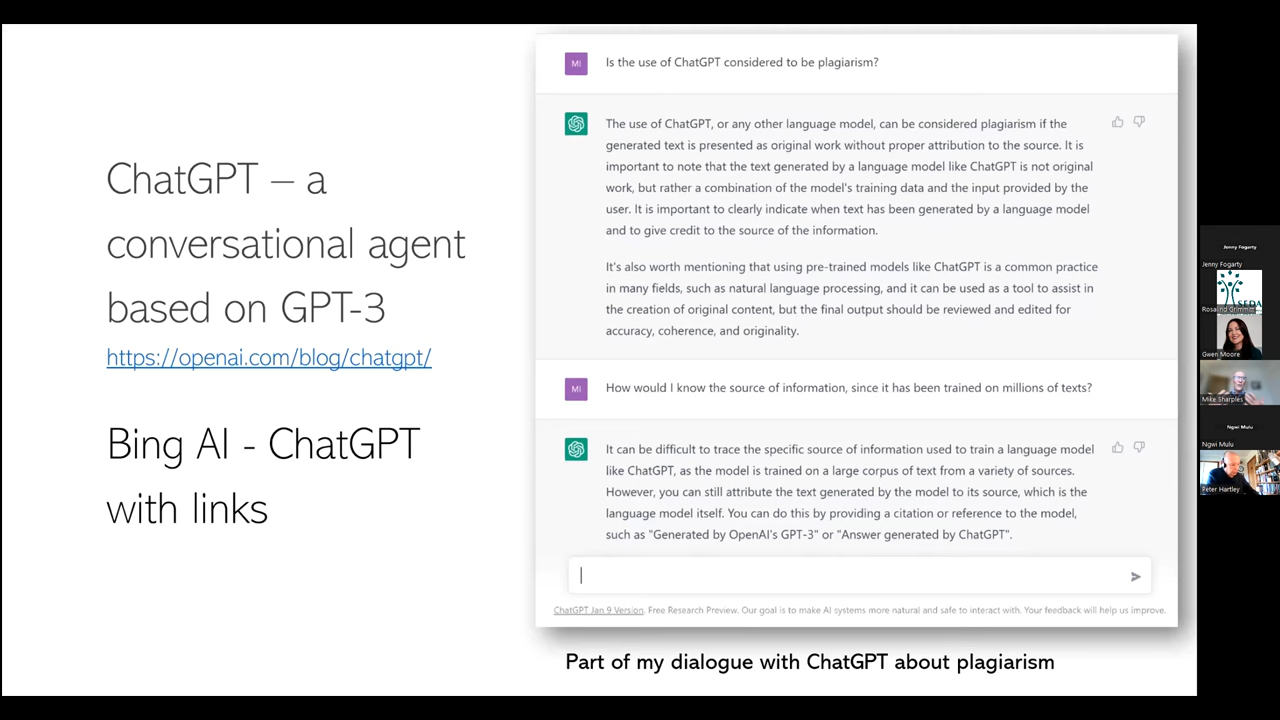 ChatGPT – a
conversational agent
based on GPT-3
https://openai.com/blog/chatgpt/
Bing AI - ChatGPT
with links
MI
Is the use of ChatGPT considered to be plagiarism?
The use of ChatGPT, or any other language model, can be considered plagiarism if the
generated text is presented as original work without proper attribution to the source. It is
important to note that the text generated by a language model like ChatGPT is not original
work, but rather a combination of the model's training data and the input provided by the
user. It is important to clearly indicate when text has been generated by a language model
and to give credit to the source of the information.
It's also worth mentioning that using pre-trained models like ChatGPT is a common practice
in many fields, such as natural language processing, and it can be used as a tool to assist in
the creation of original content, but the final output should be reviewed and edited for
accuracy, coherence, and originality.
MI
How would I know the source of information, since it has been trained on millions of texts?
It can be difficult to trace the specific source of information used to train a language model
like ChatGPT, as the model is trained on a large corpus of text from a variety of sources.
However, you can still attribute the text generated by the model to its source, which is the
language model itself. You can do this by providing a citation or reference to the model,
such as "Generated by OpenAI's GPT-3" or "Answer generated by ChatGPT".
ChatGPT Jan 9 Version. Free Research Preview. Our goal is to make AI systems more natural and safe to interact with. Your feedback will help us improve.
Part of my dialogue with ChatGPT about plagiarism
Jenny Fogarty
Jenny Fogarty
SEDA
Rosalind Grimmitt
Gwen Moore
Mike Sharples
Ngwi Mulu
Ngwi Mulu
Peter Hartley